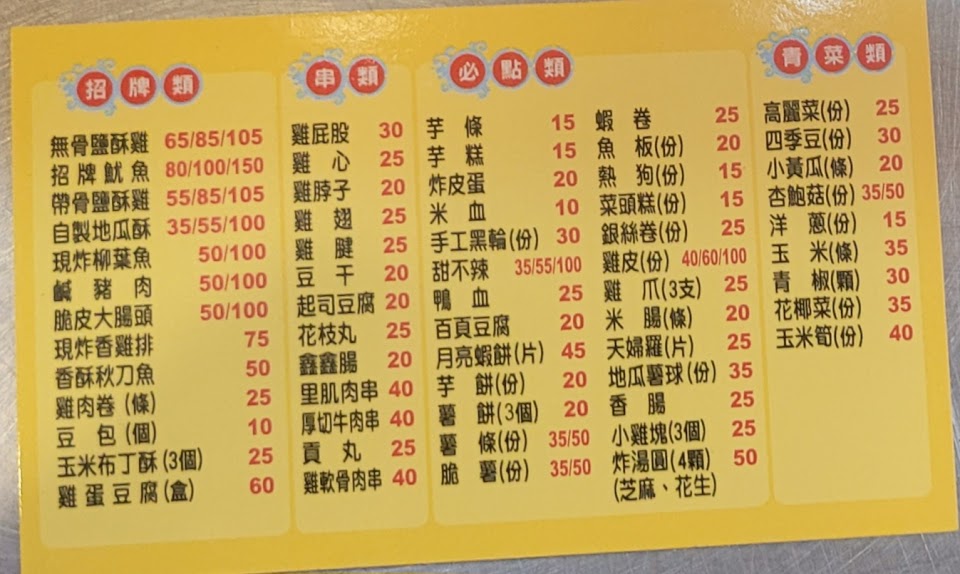 招牌類
無骨鹽酥雞 65/85/105
招牌魷魚 80/100/150
帶骨鹽酥雞 55/85/105
自製地瓜酥 35/55/100
現炸柳葉魚 50/100
鹹豬肉 50/100
脆皮大腸頭 50/100
現炸香雞排 75
香酥秋刀魚 50
雞肉卷(條) 25
豆包(個) 10
玉米布丁酥(3個) 25
雞蛋豆腐(盒) 60
串類
雞屁股 30
雞心 25
雞脖子 20
雞翅 25
雞腱 25
豆干 20
起司豆腐 20
花枝丸 25
鑫鑫腸 20
里肌肉串 40
厚切牛肉串 40
貢丸 25
雞軟骨肉串 40
必點類
芋條 15
芋糕 15
炸皮蛋 20
米血 10
手工黑輪(份) 30
甜不辣 35/55/100
鴨血 25
百頁豆腐 20
月亮蝦餅(片) 45
芋餅(份) 20
薯餅(3個) 20
薯條(份) 35/50
脆薯(份) 35/50
蝦卷 25
魚板(份) 20
熱狗(份) 15
菜頭糕(份) 15
銀絲卷(份) 25
雞皮(份) 40/60/100
雞爪(3支) 25
米腸(條) 20
天婦羅(片) 25
地瓜薯球(份) 35
香腸 25
小雞塊(3個) 25
炸湯圓(4顆) 50
(芝麻、花生)
青菜類
高麗菜(份) 25
四季豆(份) 30
小黃瓜(條) 20
杏鮑菇(份) 35/50
洋蔥(份) 15
玉米(條) 35
青椒(顆) 30
花椰菜(份) 35
玉米筍(份) 40